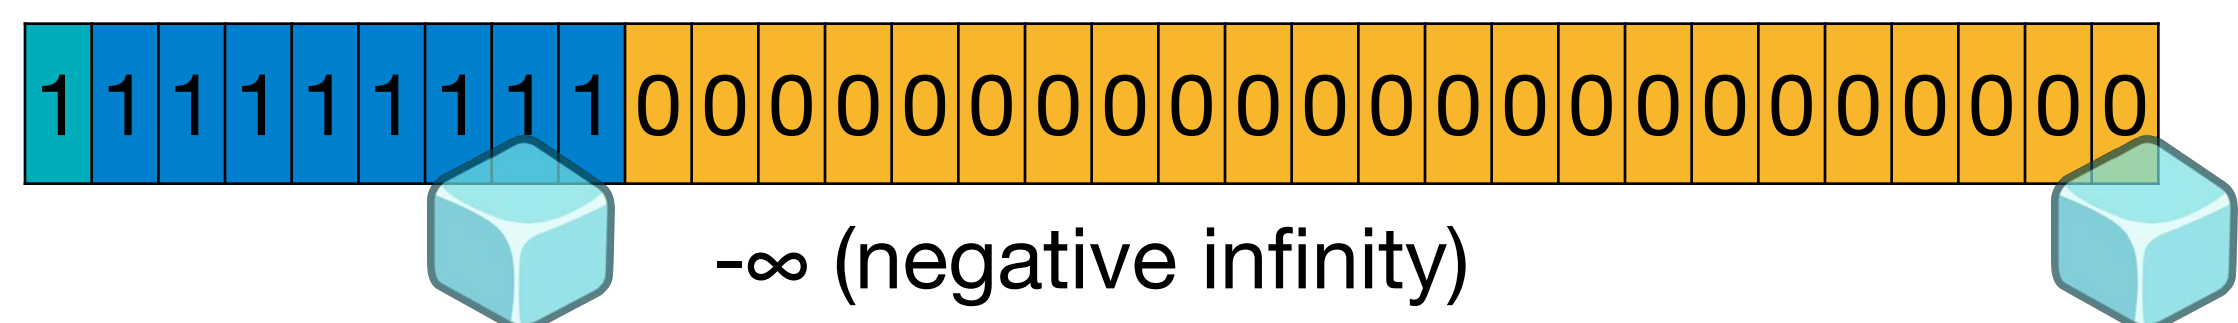 1 1 1 1 1 1 1 1 1 0 0 0 0 0 0 0 0 0 0 0 0 0 0 0 0 0 0 0 0 0 0 0
-∞ (negative infinity)